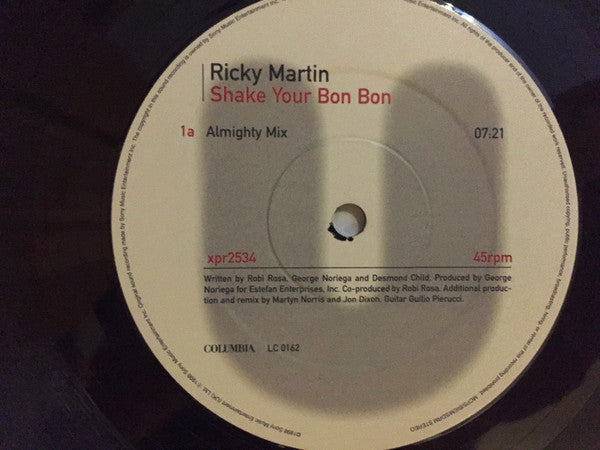 Ricky Martin
Shake Your Bon Bon
1a Almighty Mix 07:21
xpr2534 45rpm
Written by Robi Rosa, George Noriega and Desmond Child. Produced by George
Noriega for Estefan Enterprises, Inc. Co-produced by Robi Rosa. Additional produc-
tion and remix by Martyn Norris and Jon Dixon. Guitar Guilio Pierucci.
COLUMBIA LC 0162